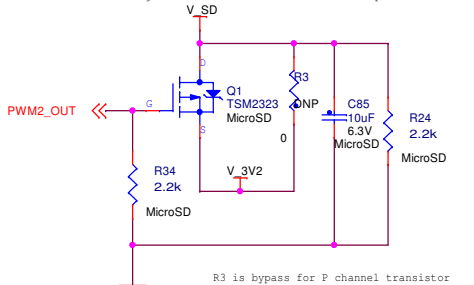 V_SD
D
R3
Q1
TSM2323
MicroSD
G
S
DNP
0
C85
10uF
6.3V
MicroSD
R24
2.2k
MicroSD
PWM2_OUT
V_3V2
R34
2.2k
MicroSD
R3 is bypass for P channel transistor